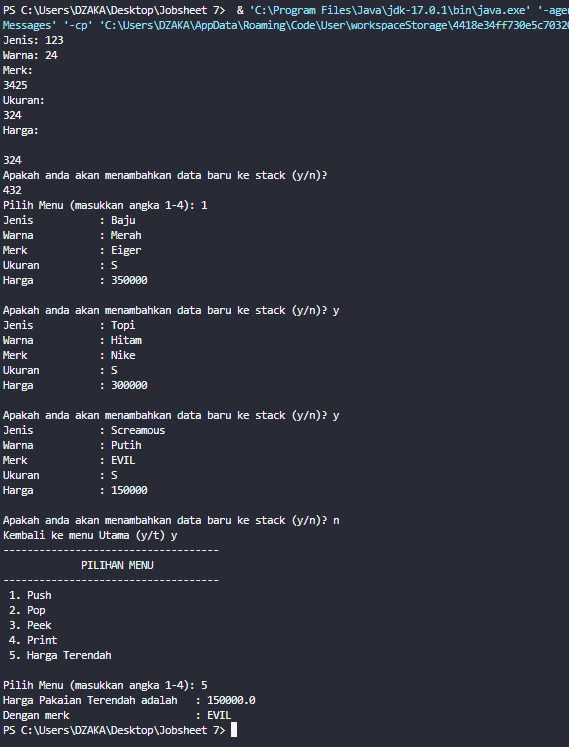 PS C:\Users\DZAKA\Desktop\Jobsheet 7>  & 'C:\Program Files\Java\jdk-17.0.1\bin\java.exe' '-agen
Messages' '-cp' 'C:\Users\DZAKA\AppData\Roaming\Code\User\workspaceStorage\4418e34ff730e5c70320
Jenis: 123
Warna: 24
Merk:
3425
Ukuran:
324
Harga:
324
Apakah anda akan menambahkan data baru ke stack (y/n)?
432
Pilih Menu (masukkan angka 1-4): 1
Jenis           : Baju
Warna           : Merah
Merk            : Eiger
Ukuran          : S
Harga           : 350000
Apakah anda akan menambahkan data baru ke stack (y/n)? y
Jenis           : Topi
Warna           : Hitam
Merk            : Nike
Ukuran          : S
Harga           : 300000
Apakah anda akan menambahkan data baru ke stack (y/n)? y
Jenis           : Screamous
Warna           : Putih
Merk            : EVIL
Ukuran          : S
Harga           : 150000
Apakah anda akan menambahkan data baru ke stack (y/n)? n
Kembali ke menu Utama (y/t) y
------------------------------------
PILIHAN MENU
------------------------------------
1. Push
2. Pop
3. Peek
4. Print
5. Harga Terendah
Pilih Menu (masukkan angka 1-4): 5
Harga Pakaian Terendah adalah   : 150000.0
Dengan merk                     : EVIL
PS C:\Users\DZAKA\Desktop\Jobsheet 7>